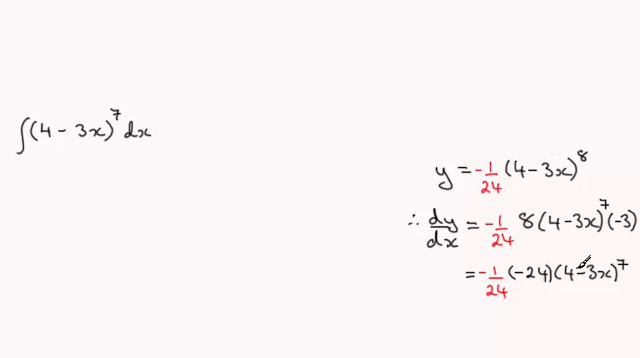 ∫(4 - 3x)⁷ dx
y = -1/24 (4 - 3x)⁸
∴ dy/dx = -1/24 8(4 - 3x)⁷(-3)
= -1/24 (-24)(4 - 3x)⁷